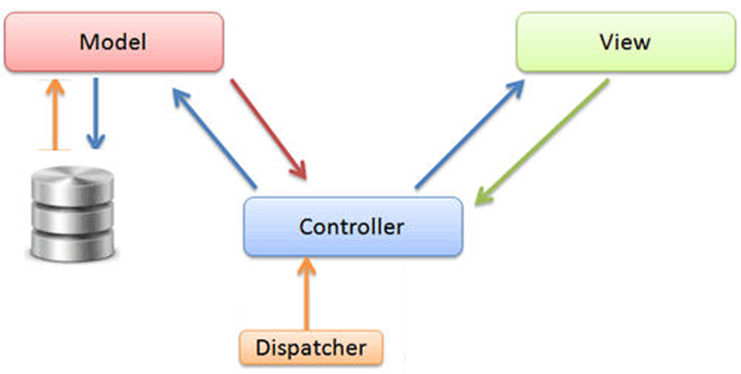 Model
View
Controller
Dispatcher